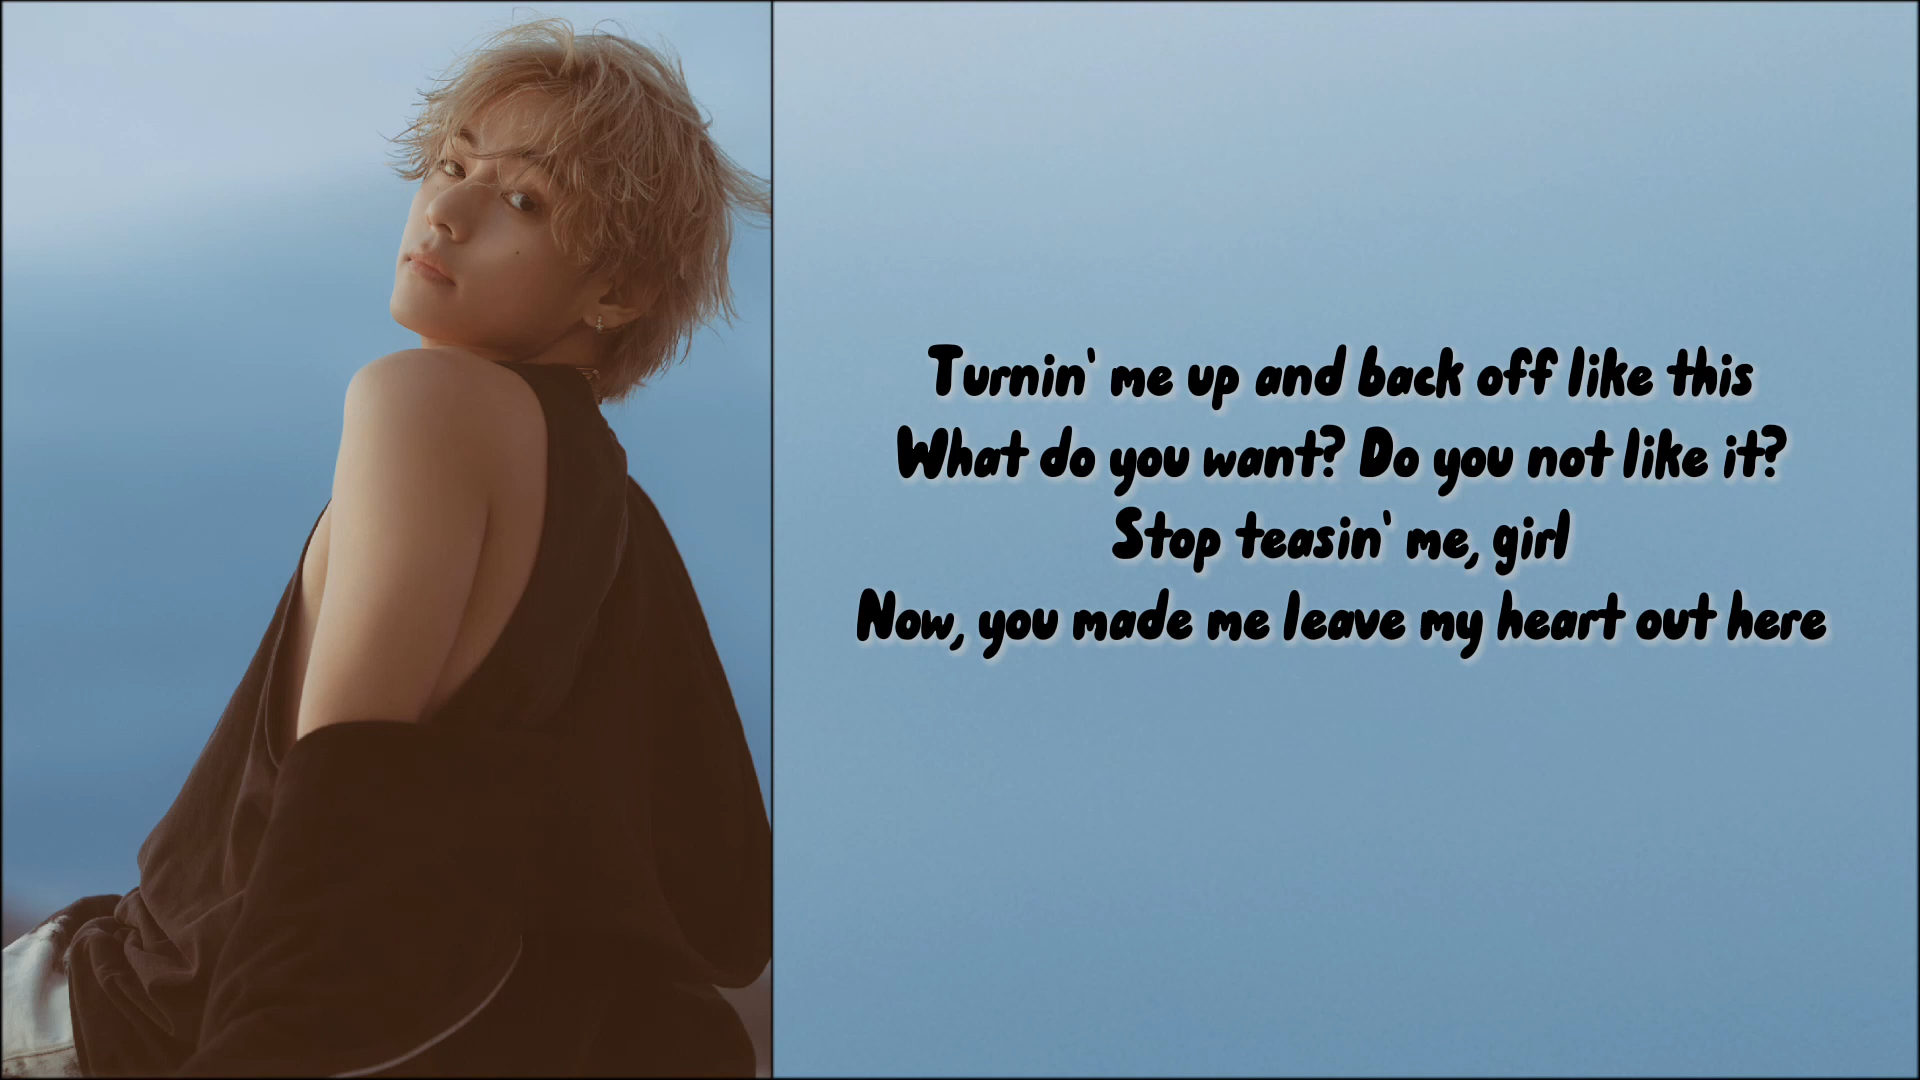 Turnin' me up and back off like this
What do you want? Do you not like it?
Stop teasin' me, girl
Now, you made me leave my heart out here